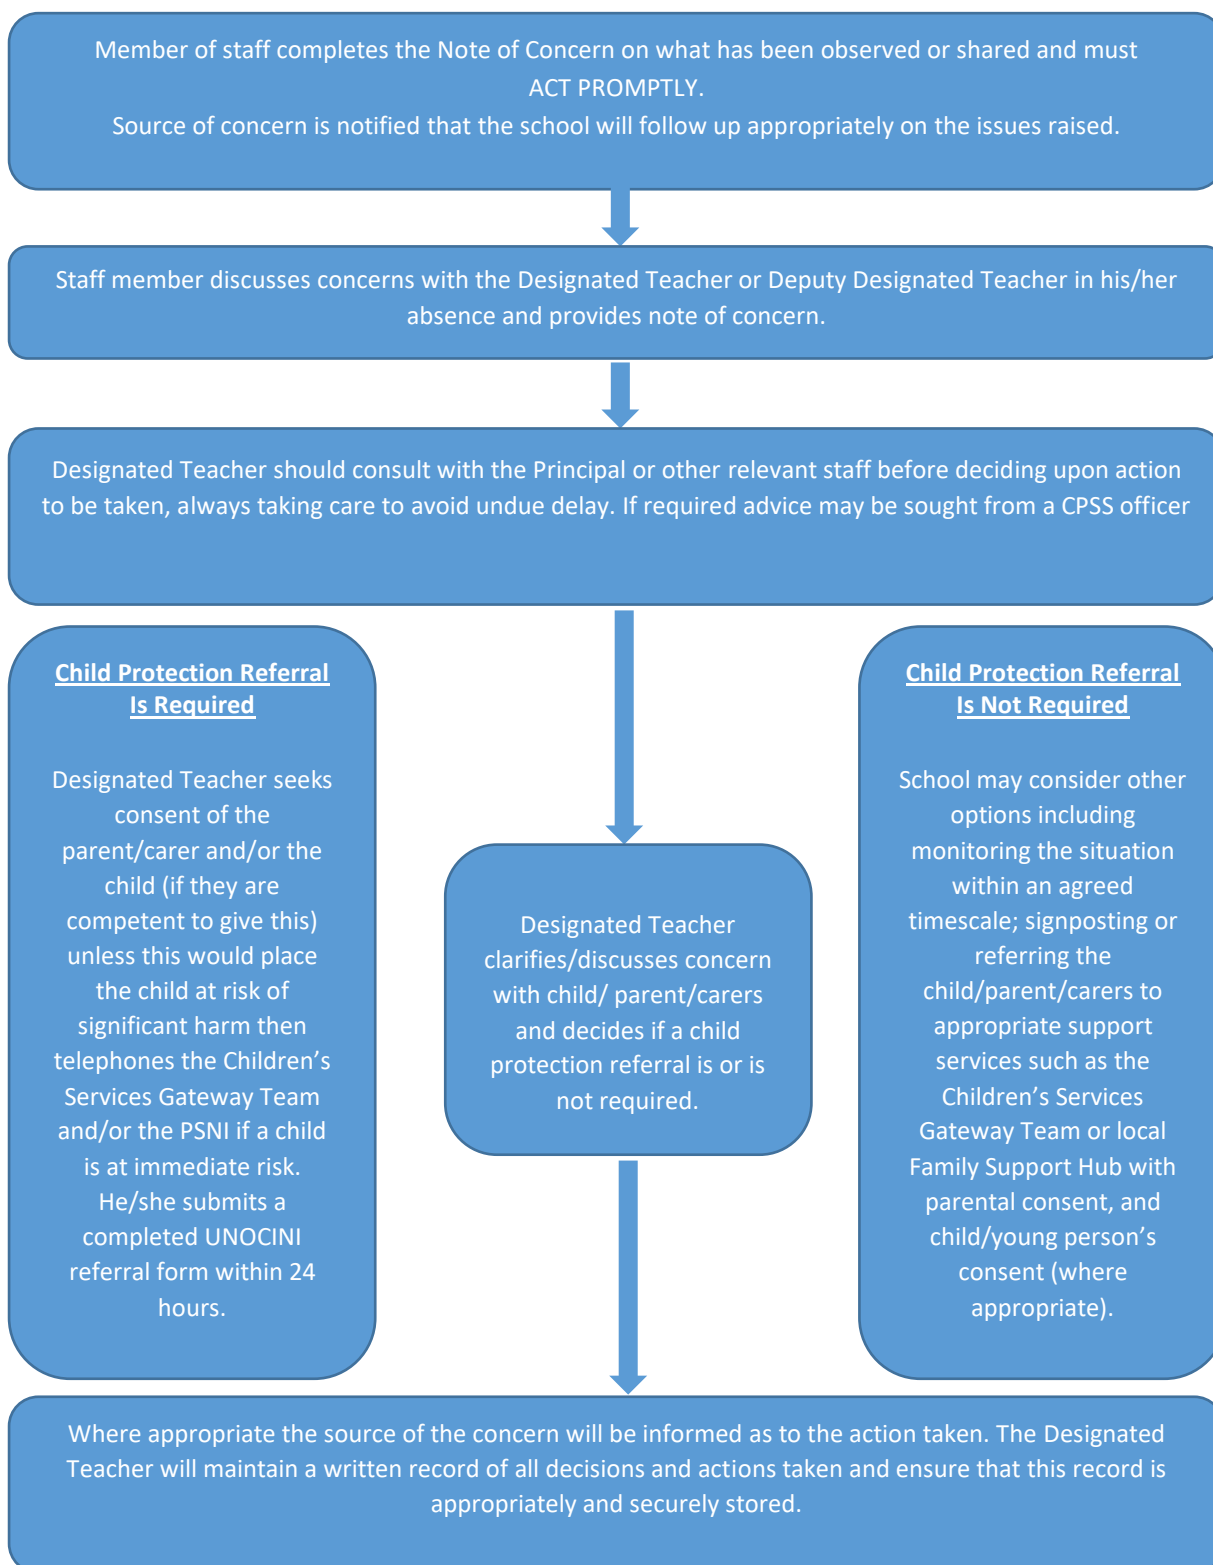 Member of staff completes the Note of Concern on what has been observed or shared and must
ACT PROMPTLY.
Source of concern is notified that the school will follow up appropriately on the issues raised.
Staff member discusses concerns with the Designated Teacher or Deputy Designated Teacher in his/her
absence and provides note of concern.
Designated Teacher should consult with the Principal or other relevant staff before deciding upon action
to be taken, always taking care to avoid undue delay. If required advice may be sought from a CPSS officer
Child Protection Referral
Is Required
Designated Teacher seeks
consent of the
parent/carer and/or the
child (if they are
competent to give this)
unless this would place
the child at risk of
significant harm then
telephones the Children’s
Services Gateway Team
and/or the PSNI if a child
is at immediate risk.
He/she submits a
completed UNOCINI
referral form within 24
hours.
Designated Teacher
clarifies/discusses concern
with child/ parent/carers
and decides if a child
protection referral is or is
not required.
Child Protection Referral
Is Not Required
School may consider other
options including
monitoring the situation
within an agreed
timescale; signposting or
referring the
child/parent/carers to
appropriate support
services such as the
Children’s Services
Gateway Team or local
Family Support Hub with
parental consent, and
child/young person’s
consent (where
appropriate).
Where appropriate the source of the concern will be informed as to the action taken. The Designated
Teacher will maintain a written record of all decisions and actions taken and ensure that this record is
appropriately and securely stored.